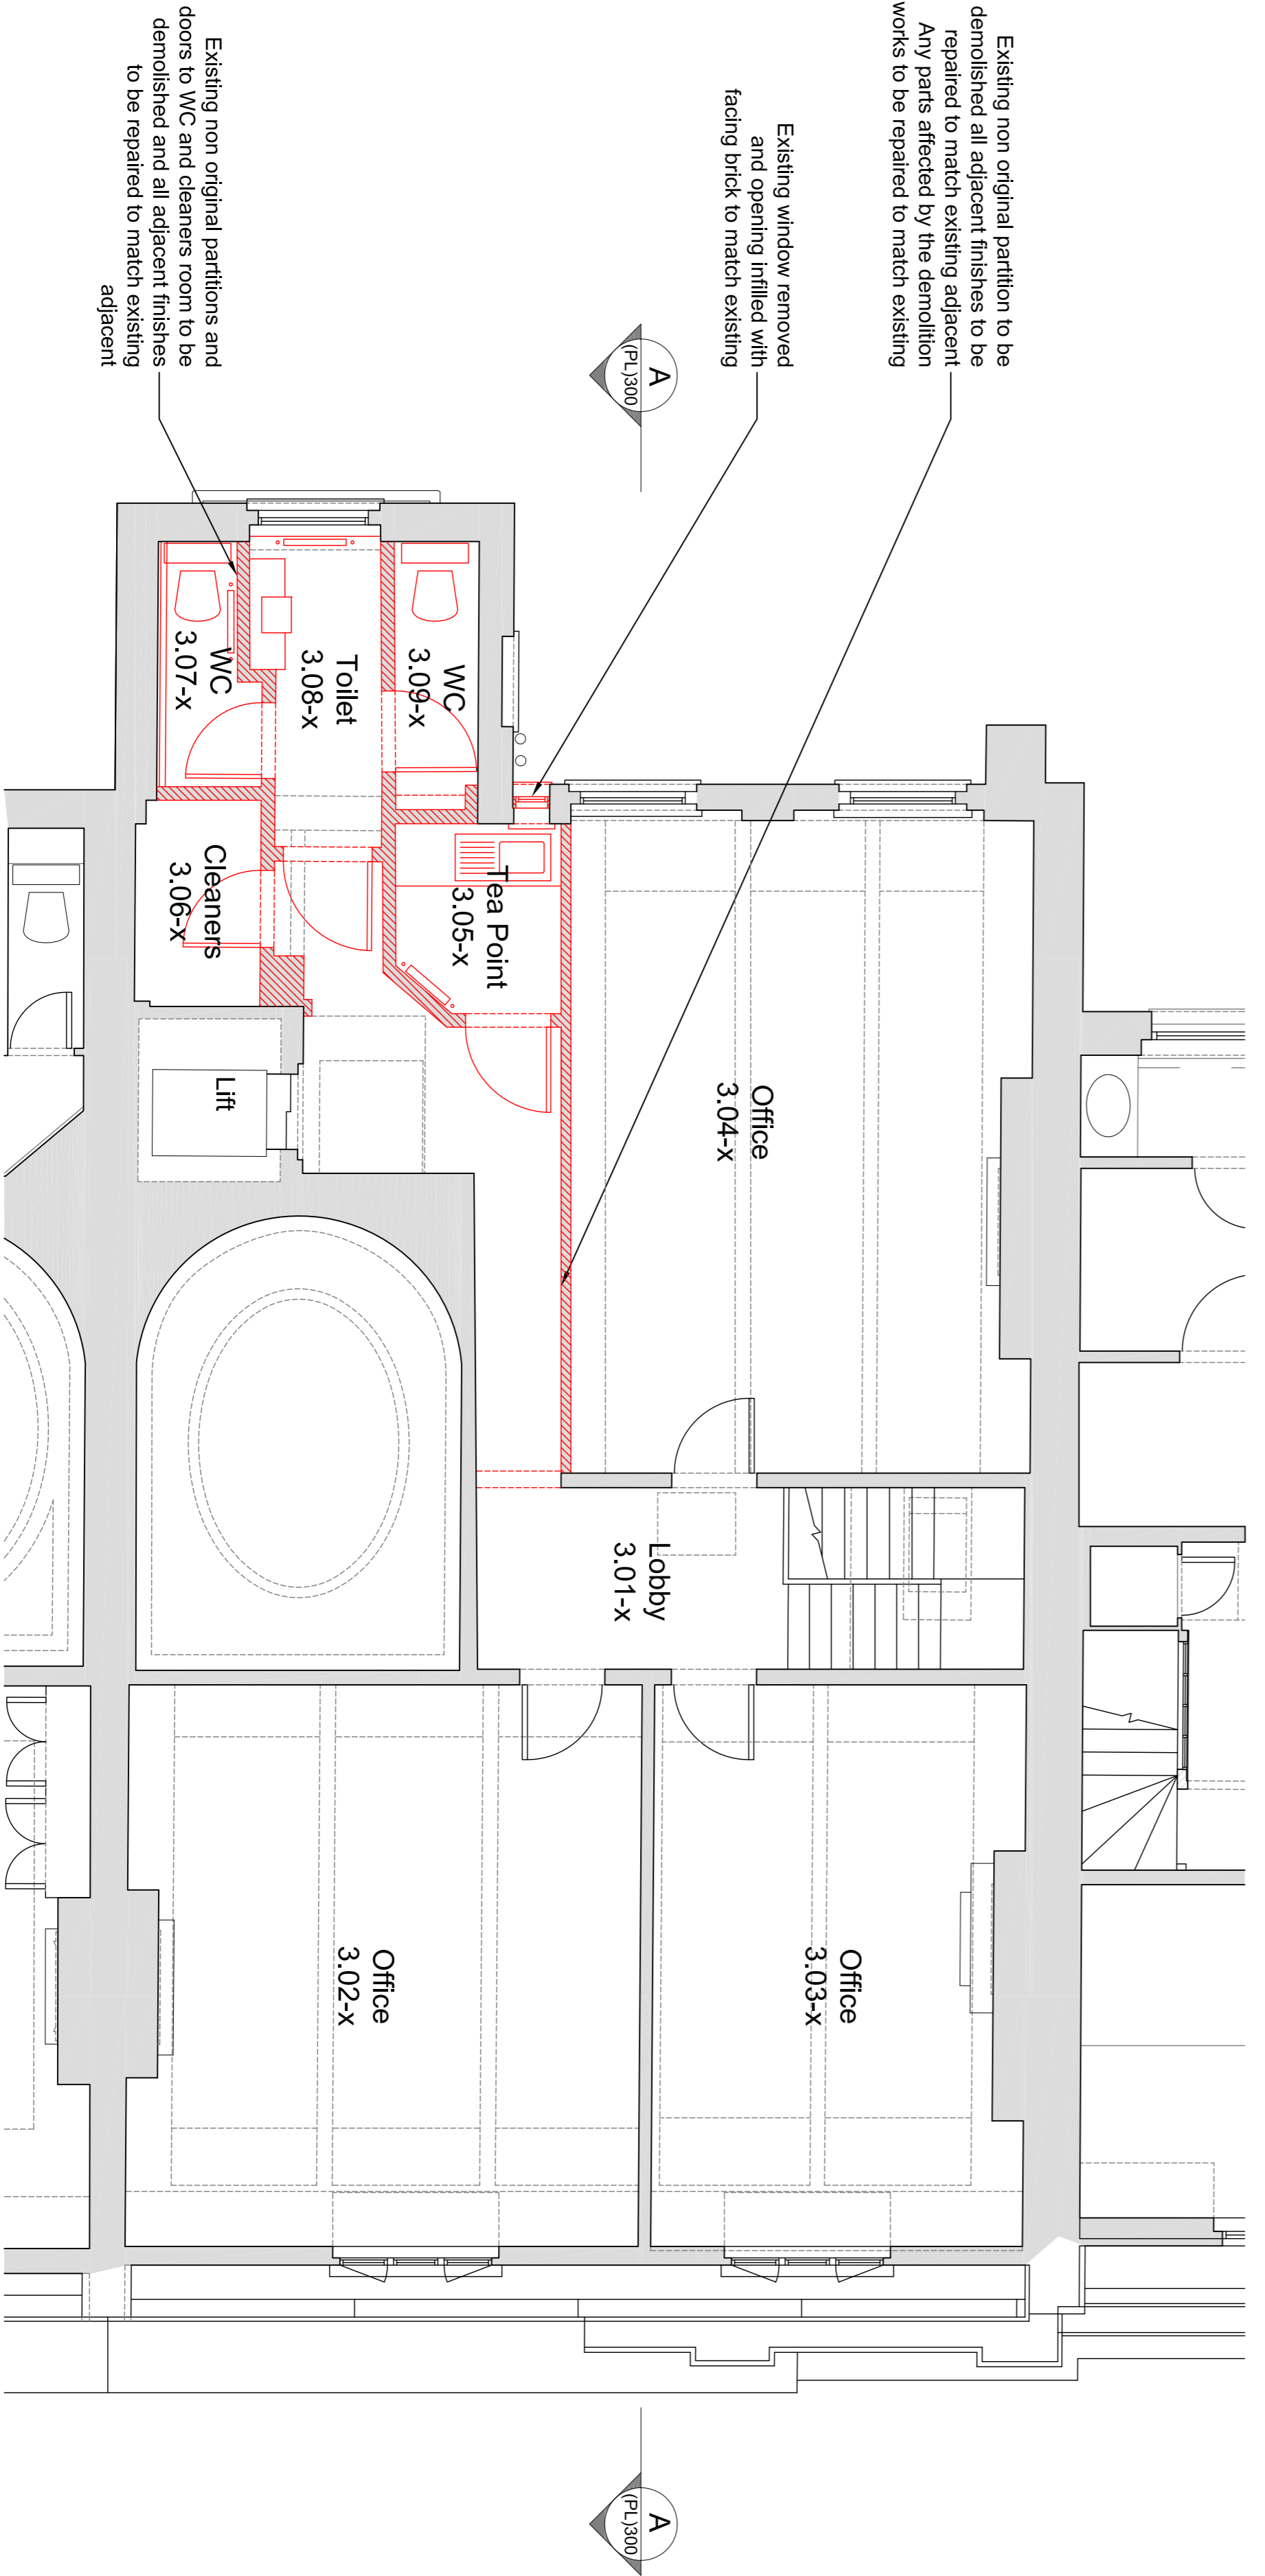 Existing non original partition to be
demolished all adjacent finishes to be
repaired to match existing adjacent
Any parts affected by the demolition
works to be repaired to match existing
Existing window removed
and opening infilled with
facing brick to match existing
Existing non original partitions and
doors to WC and cleaners room to be
demolished and all adjacent finishes
to be repaired to match existing
adjacent
A
(PL)300
WC
3.09-x
Toilet
3.08-x
WC
3.07-x
Tea Point
3.05-x
Cleaners
3.06-x
Office
3.04-x
Lift
Lobby
3.01-x
Office
3.03-x
Office
3.02-x
A
(PL)300